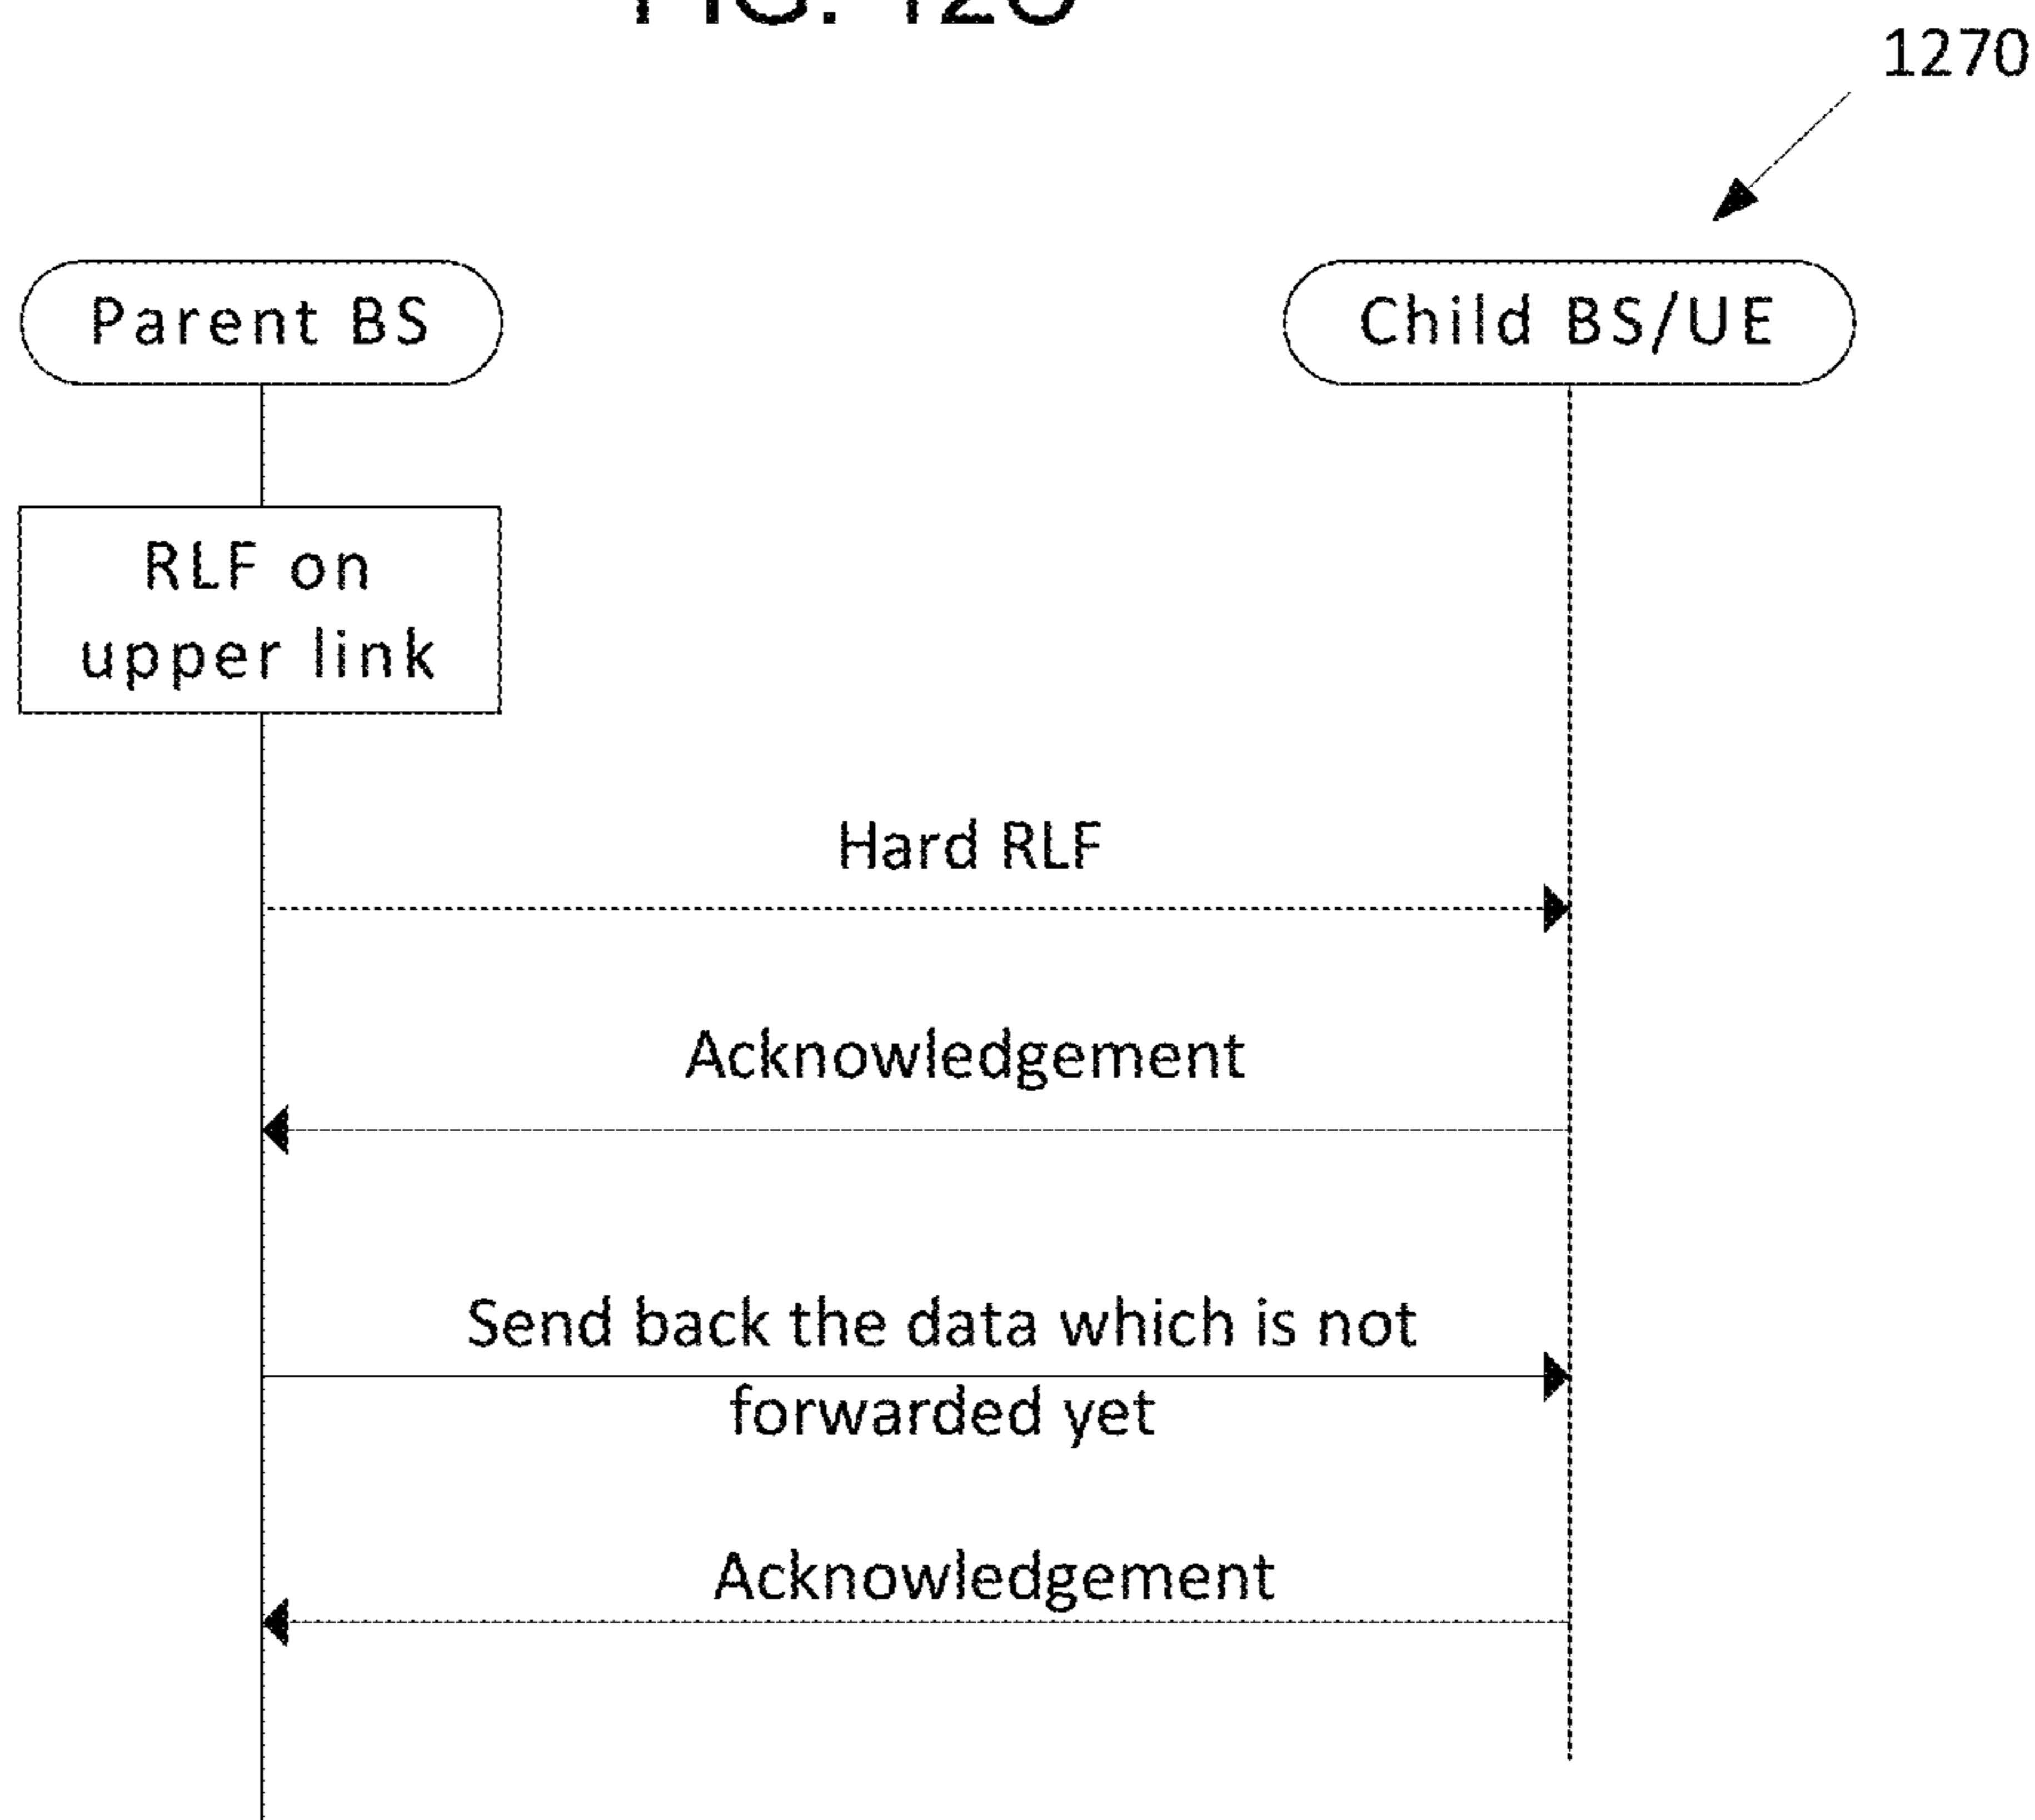 1270
Parent BS
Child BS/UE
RLF on
upper link
Hard RLF
Acknowledgement
Send back the data which is not
forwarded yet
Acknowledgement